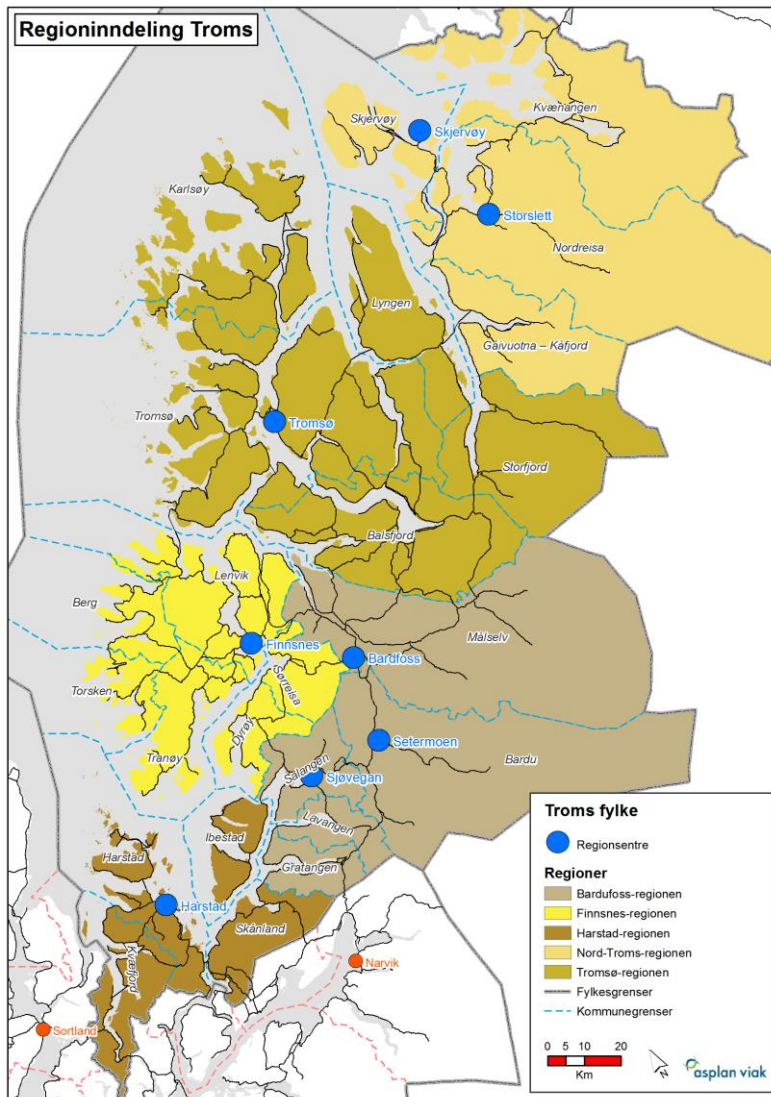 Regioninndeling Troms
Kvænangen
Skjervøy
Skjervøy
Karlsøy
Storslett
Nordreisa
Lyngen
Gáivuotna – Kåfjord
Tromsø
Tromsø
Storfjord
Balsfjord
Lenvik
Berg
Målselv
Finnsnes
Bardfoss
Sørreisa
Torsken
Dyrøy
Tranøy
Setermoen
Bardu
Salangen
Sjøvegan
Lavangen
Ibestad
Harstad
Gratangen
Harstad
Skånland
Kvæfjord
Narvik
Sortland
Troms fylke
Regionsentre
Regioner
Bardufoss-regionen
Finnsnes-regionen
Harstad-regionen
Nord-Troms-regionen
Tromsø-regionen
Fylkesgrenser
Kommunegrenser
0 5 10 20
Km
asplan viak